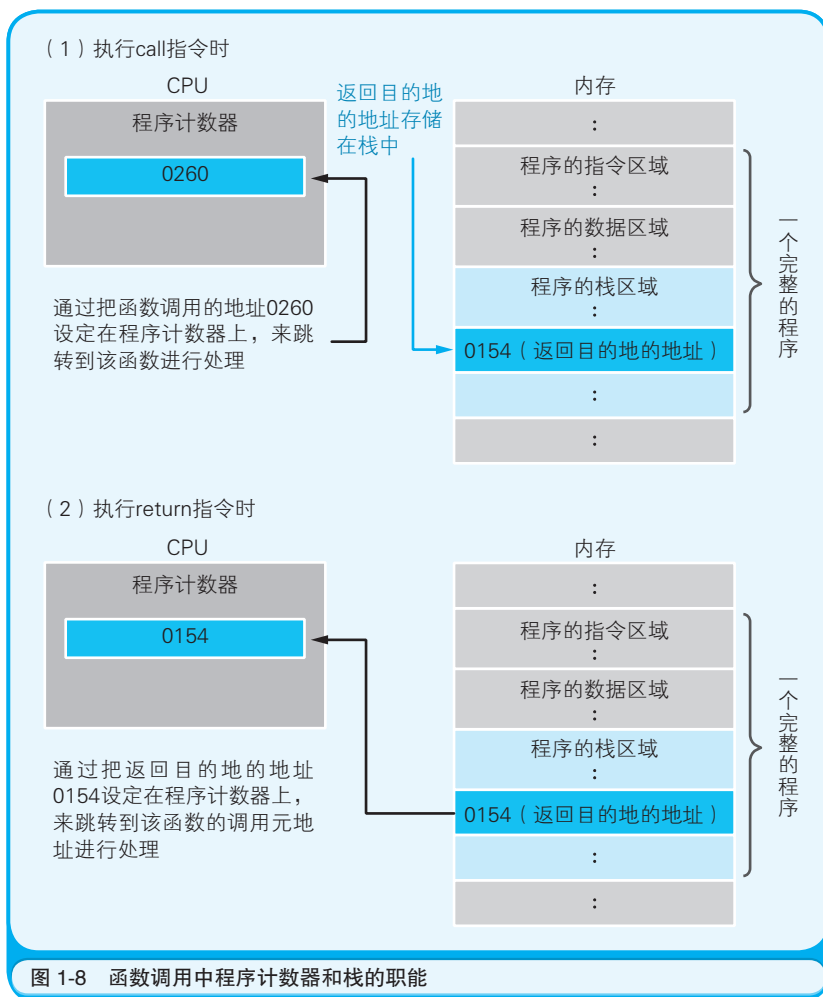 （1）执行call指令时
CPU
程序计数器
0260
返回目的地
的地址存储
在栈中
通过把函数调用的地址0260
设定在程序计数器上，来跳
转到该函数进行处理
内存
:
程序的指令区域
:
程序的数据区域
:
程序的栈区域
:
0154（返回目的地的地址）
:
:
一个完整的程序
（2）执行return指令时
CPU
程序计数器
0154
通过把返回目的地的地址
0154设定在程序计数器上，
来跳转到该函数的调用元地
址进行处理
内存
:
程序的指令区域
:
程序的数据区域
:
程序的栈区域
:
0154（返回目的地的地址）
:
:
一个完整的程序
图 1-8 函数调用中程序计数器和栈的职能